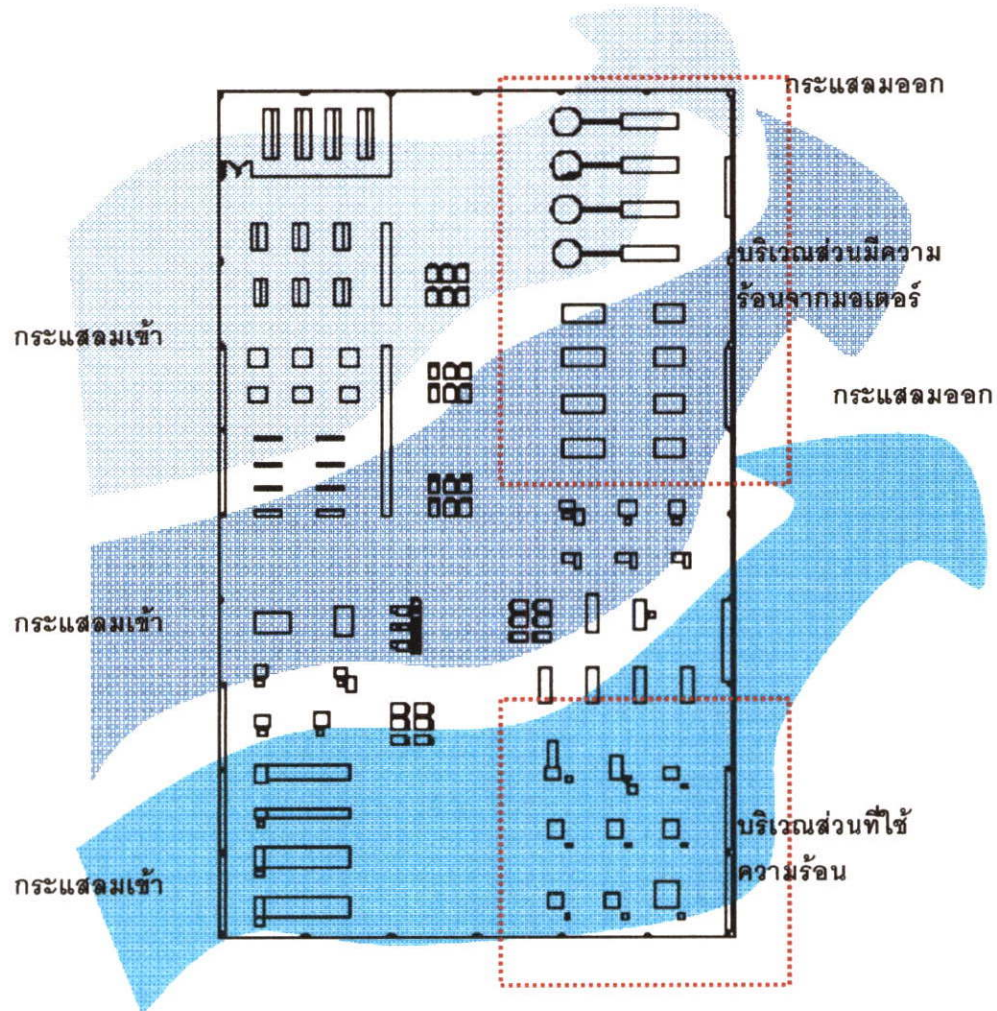 กระแสลมออก
บริเวณส่วนมีความ
ร้อนจากมอเตอร์
กระแสลมเข้า
กระแสลมออก
กระแสลมเข้า
บริเวณส่วนที่ใช้
ความร้อน
กระแสลมเข้า